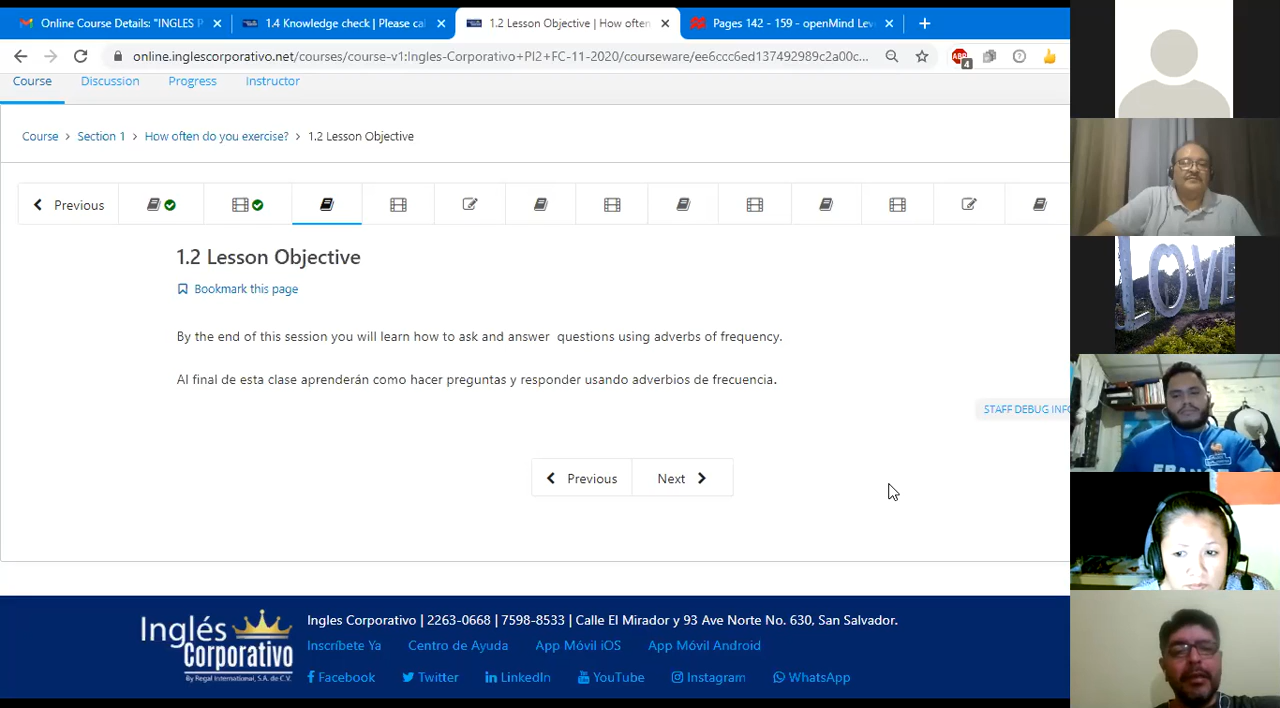 Online Course Details: "INGLES P
1.4 Knowledge check | Please cal
1.2 Lesson Objective | How often
Pages 142 - 159 - openMind Leve
online.inglescorporativo.net/courses/course-v1:Ingles-Corporativo+PI2+FC-11-2020/courseware/ee6ccc6ed137492989c2a00c...
ABP
4
Course Discussion Progress Instructor
Course > Section 1 > How often do you exercise? > 1.2 Lesson Objective
Previous
1.2 Lesson Objective
Bookmark this page
By the end of this session you will learn how to ask and answer questions using adverbs of frequency.
Al final de esta clase aprenderán como hacer preguntas y responder usando adverbios de frecuencia.
STAFF DEBUG INFO
Previous Next
Inglés Corporativo
By Regal International, S.A. de C.V.
Ingles Corporativo | 2263-0668 | 7598-8533 | Calle El Mirador y 93 Ave Norte No. 630, San Salvador.
Inscríbete Ya Centro de Ayuda App Móvil iOS App Móvil Android
Facebook Twitter LinkedIn YouTube Instagram WhatsApp
LOVE
FRANCE